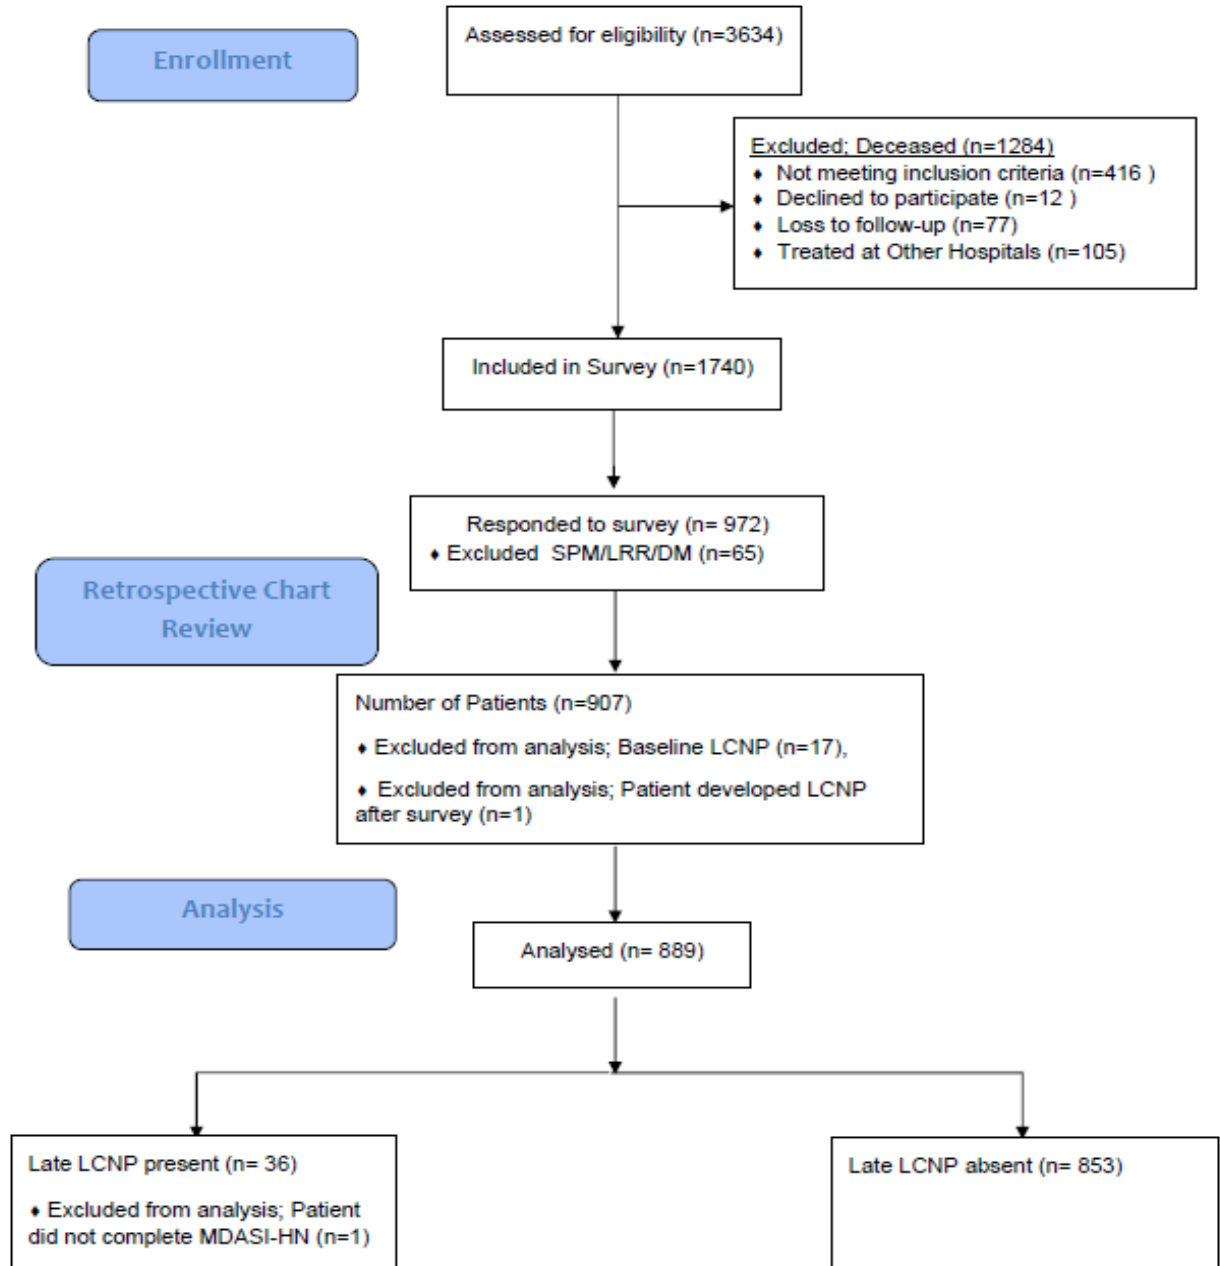 Enrollment
Assessed for eligibility (n=3634)
Excluded; Deceased (n=1284)
♦ Not meeting inclusion criteria (n=416 )
♦ Declined to participate (n=12 )
♦ Loss to follow-up (n=77)
♦ Treated at Other Hospitals (n=105)
Included in Survey (n=1740)
Responded to survey (n= 972)
♦ Excluded SPM/LRR/DM (n=65)
Retrospective Chart
Review
Number of Patients (n=907)
♦ Excluded from analysis; Baseline LCNP (n=17),
♦ Excluded from analysis; Patient developed LCNP
after survey (n=1)
Analysis
Analysed (n= 889)
Late LCNP present (n= 36)
♦ Excluded from analysis; Patient
did not complete MDASI-HN (n=1)
Late LCNP absent (n= 853)